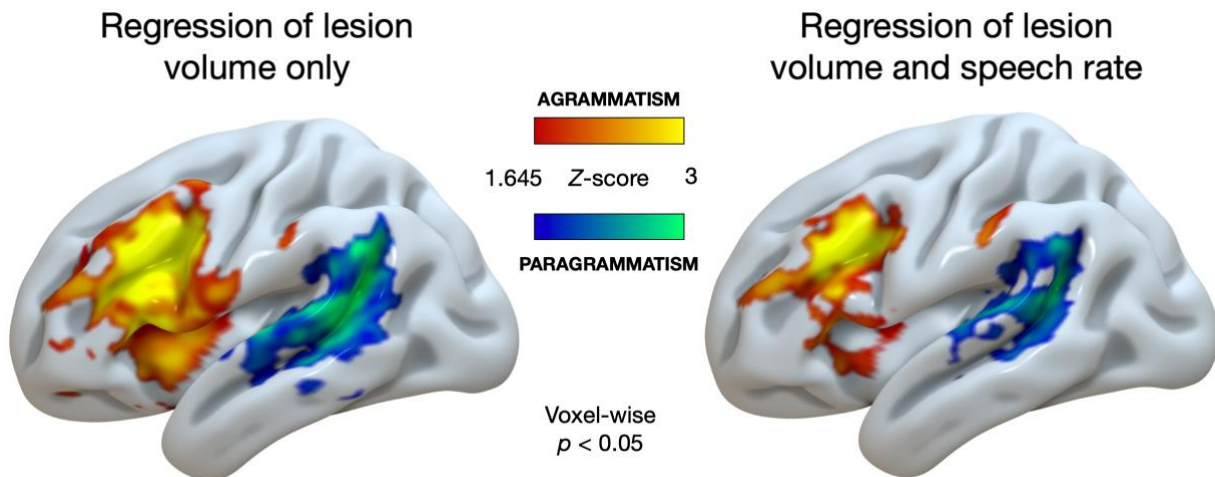 Regression of lesion
volume only
Regression of lesion
volume and speech rate
AGRAMMATISM
1.645 Z-score 3
PARAGRAMMATISM
Voxel-wise
p < 0.05